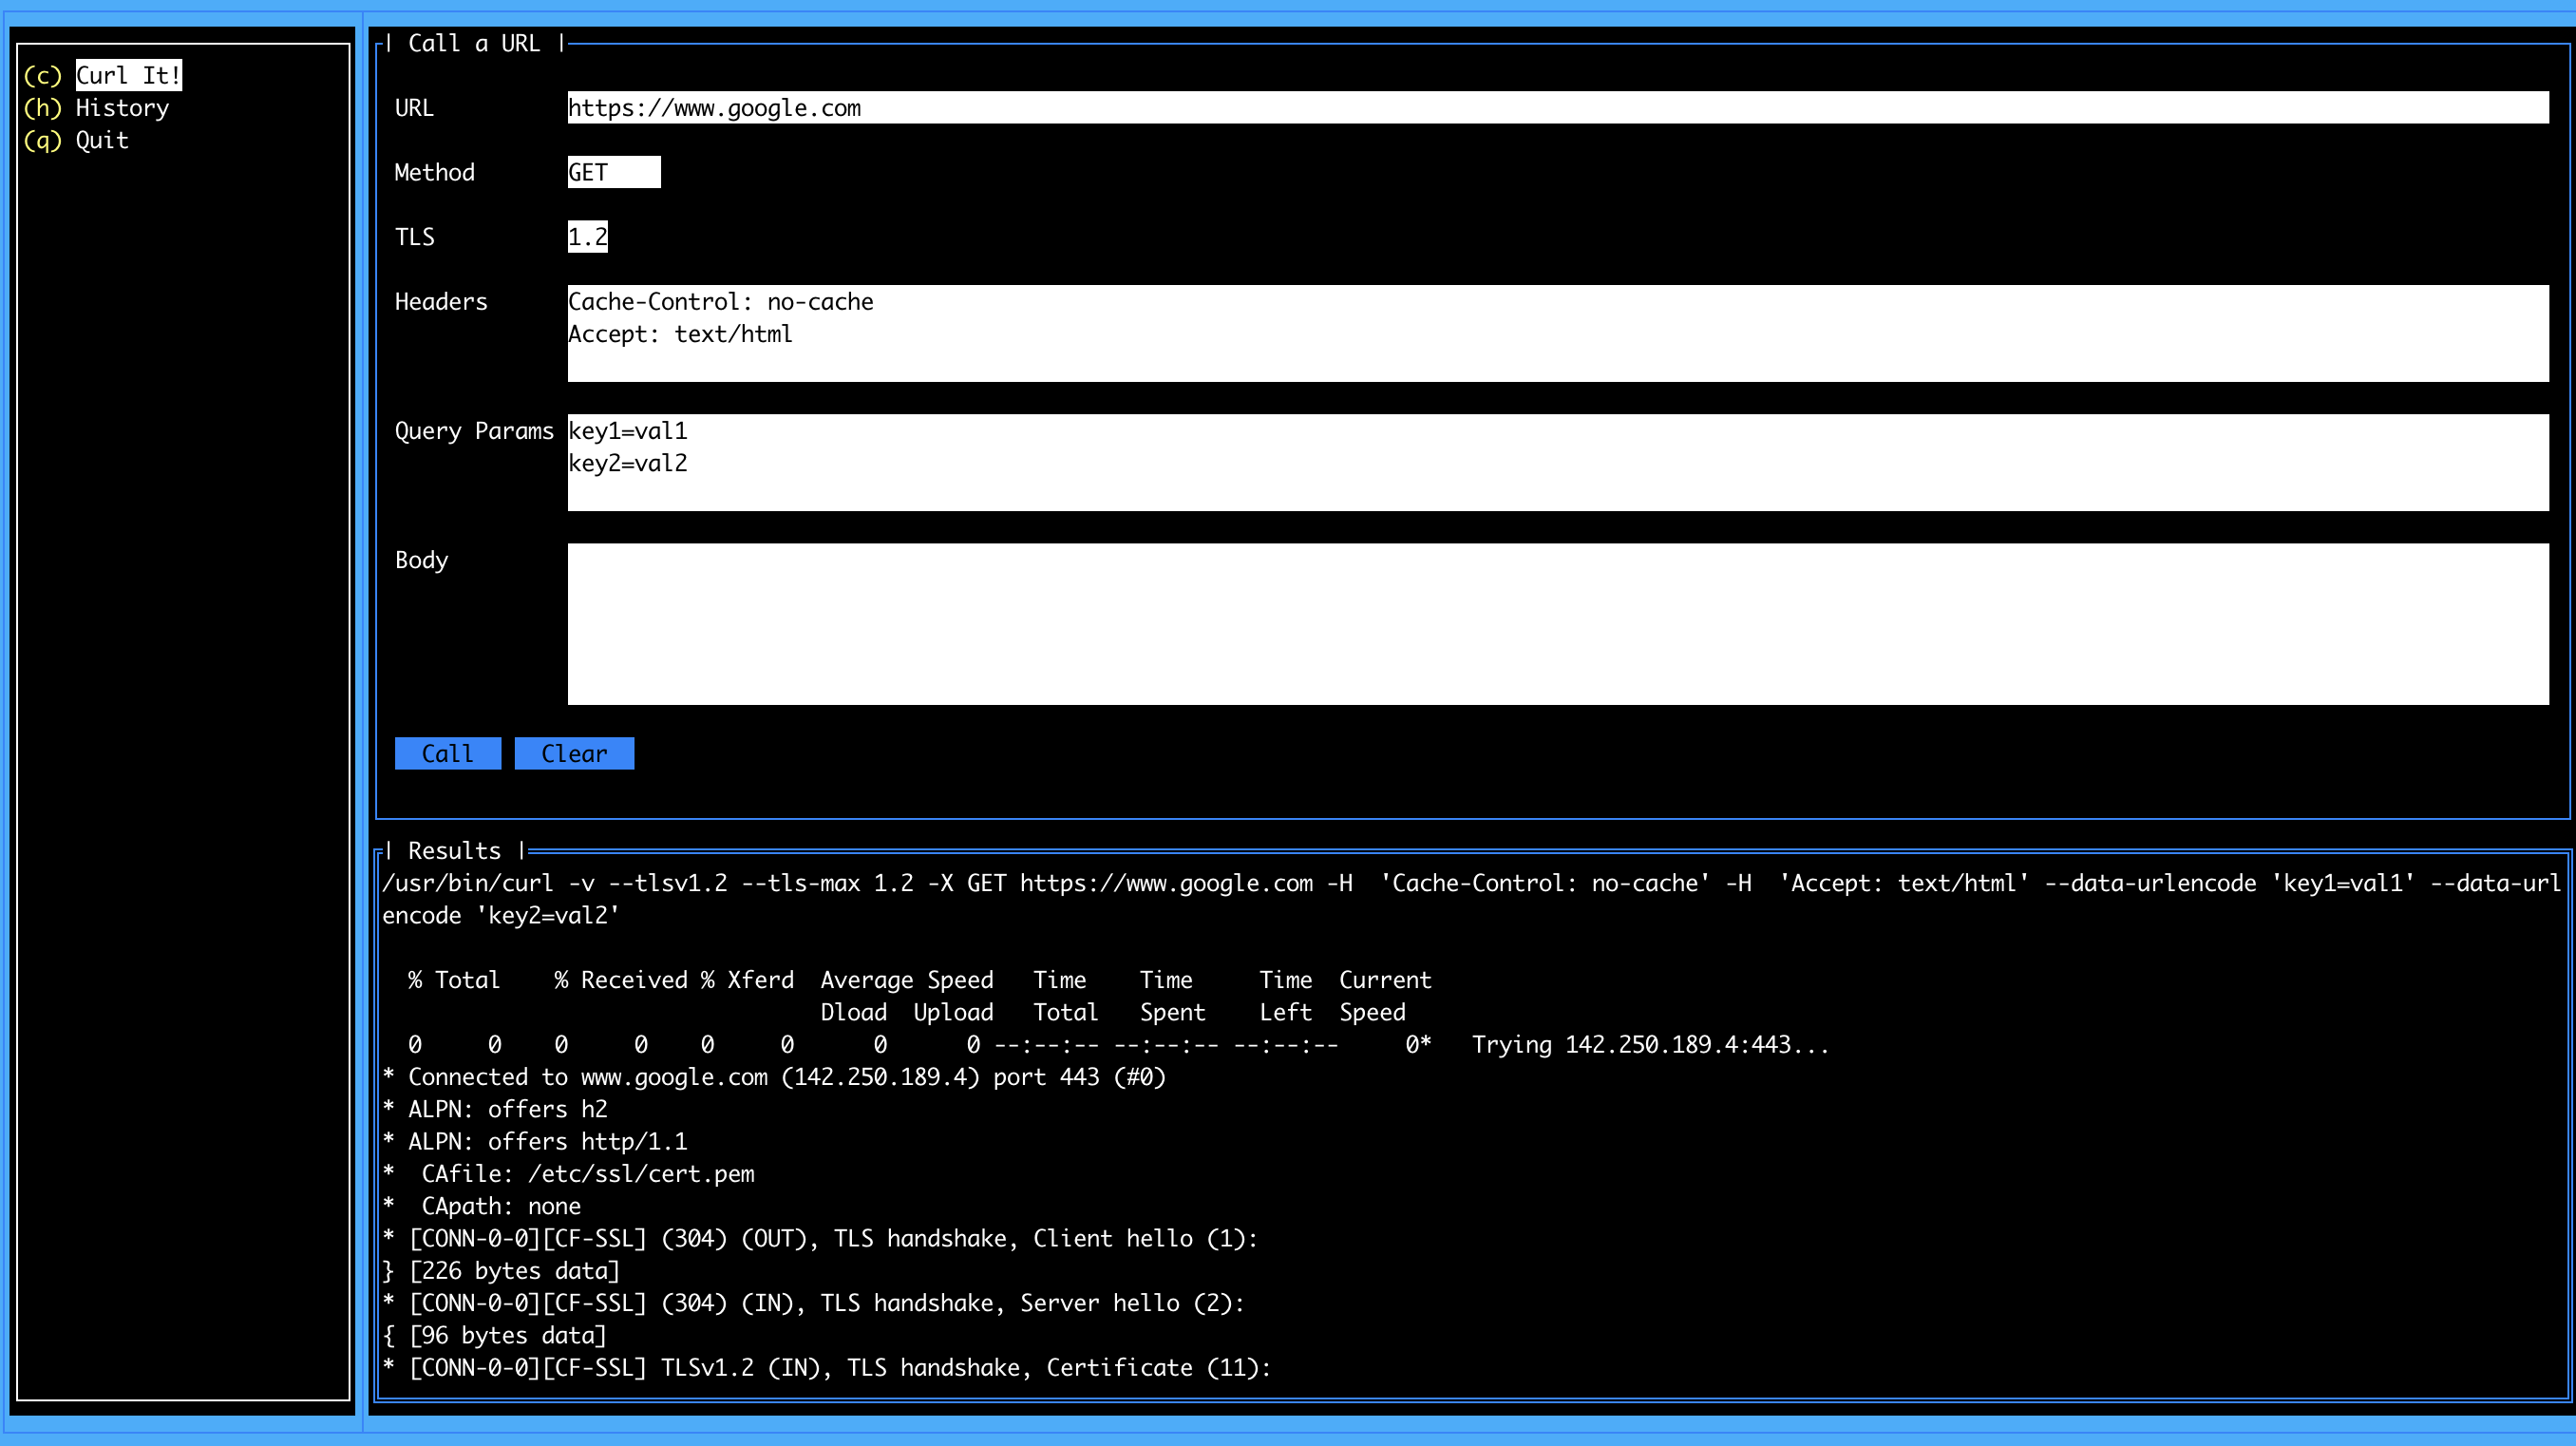 (c) Curl It!
(h) History
(q) Quit
Call a URL
URL https://www.google.com
Method GET
TLS 1.2
Headers Cache-Control: no-cache
Accept: text/html
Query Params key1=val1
key2=val2
Body
Call Clear
Results
/usr/bin/curl -v --tlsv1.2 --tls-max 1.2 -X GET https://www.google.com -H  'Cache-Control: no-cache' -H  'Accept: text/html' --data-urlencode 'key1=val1' --data-url
encode 'key2=val2'
  % Total    % Received % Xferd  Average Speed   Time    Time     Time  Current
                                 Dload  Upload   Total   Spent    Left  Speed
  0     0    0     0    0     0      0      0 --:--:-- --:--:-- --:--:--     0*   Trying 142.250.189.4:443...
* Connected to www.google.com (142.250.189.4) port 443 (#0)
* ALPN: offers h2
* ALPN: offers http/1.1
*  CAfile: /etc/ssl/cert.pem
*  CApath: none
* [CONN-0-0][CF-SSL] (304) (OUT), TLS handshake, Client hello (1):
} [226 bytes data]
* [CONN-0-0][CF-SSL] (304) (IN), TLS handshake, Server hello (2):
{ [96 bytes data]
* [CONN-0-0][CF-SSL] TLSv1.2 (IN), TLS handshake, Certificate (11):